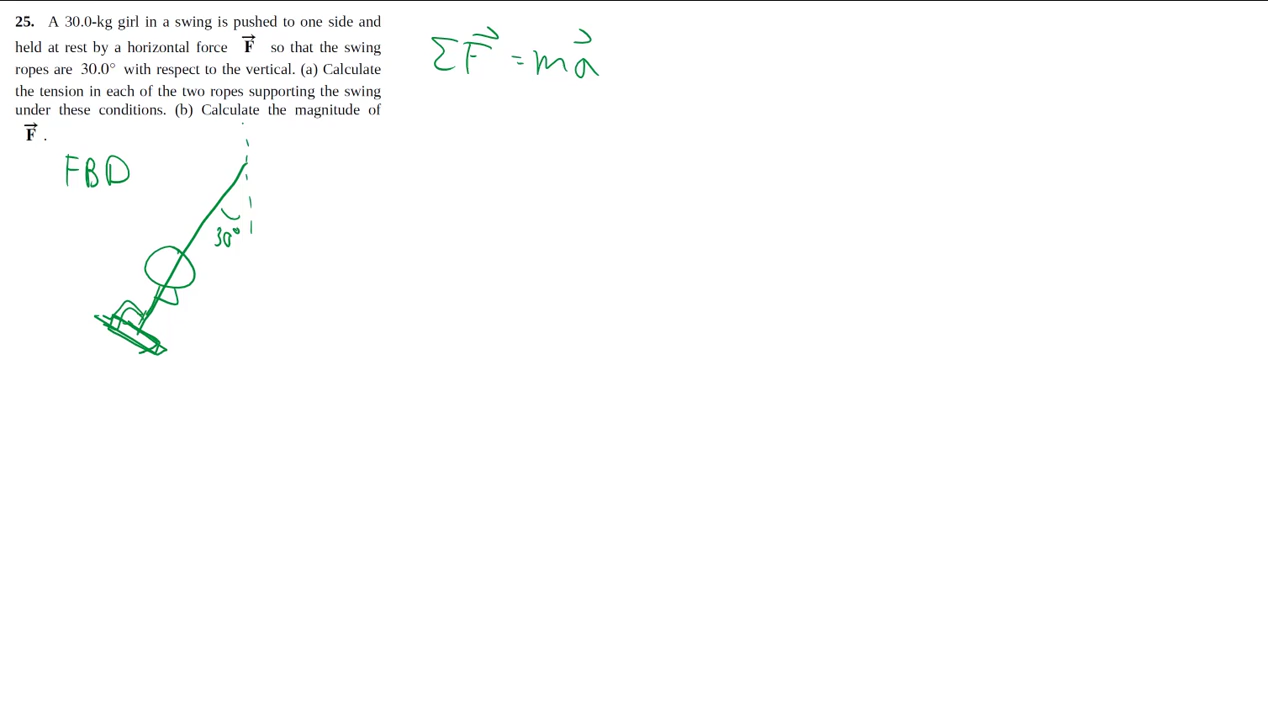 25. A 30.0-kg girl in a swing is pushed to one side and
held at rest by a horizontal force F⃗ so that the swing
ropes are 30.0° with respect to the vertical. (a) Calculate
the tension in each of the two ropes supporting the swing
under these conditions. (b) Calculate the magnitude of
F⃗ .
ΣF⃗ = ma⃗
FBD
30°